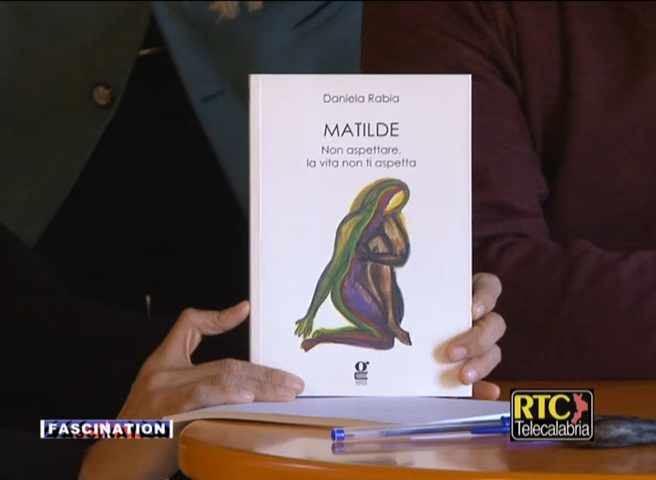 Daniela Rabia
MATILDE
Non aspettare,
la vita non ti aspetta
g
FASCINATION
RTC
Telecalabria